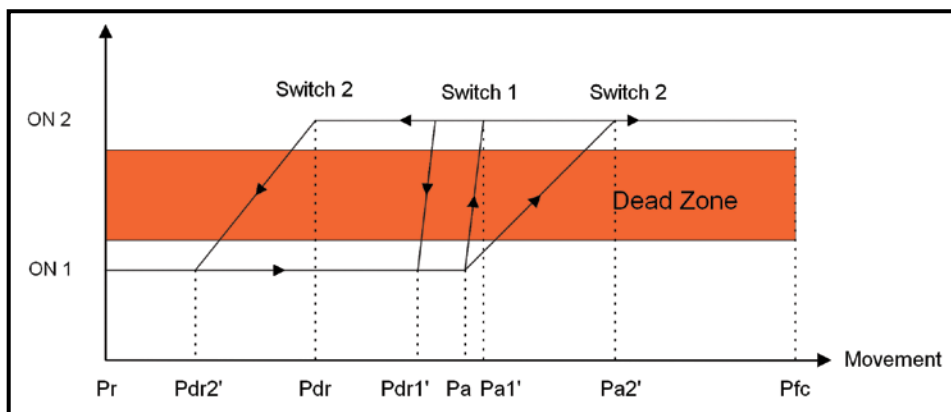 Switch 2 Switch 1 Switch 2
ON 2
Dead Zone
ON 1
Movement
Pr Pdr2' Pdr Pdr1' Pa Pa1' Pa2' Pfc